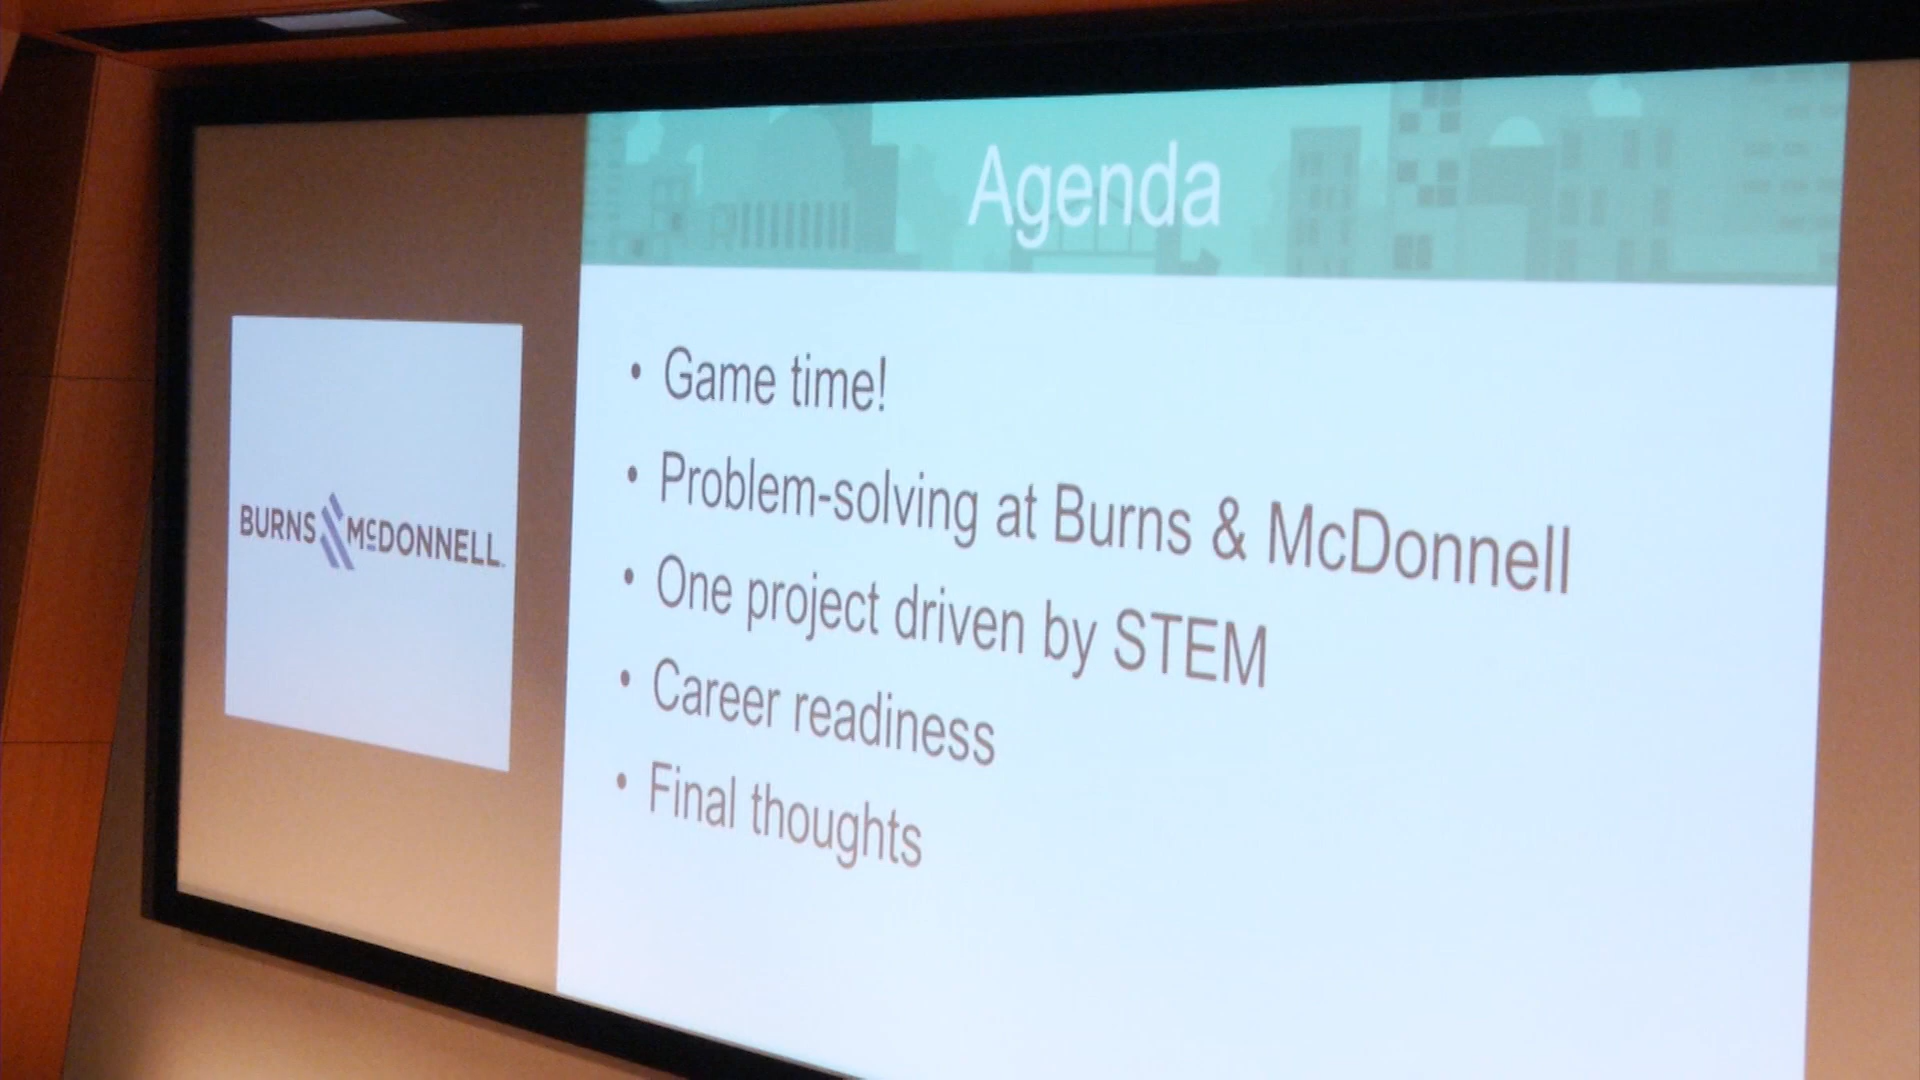 Agenda
BURNS MCDONNELL
• Game time!
• Problem-solving at Burns & McDonnell
• One project driven by STEM
• Career readiness
• Final thoughts